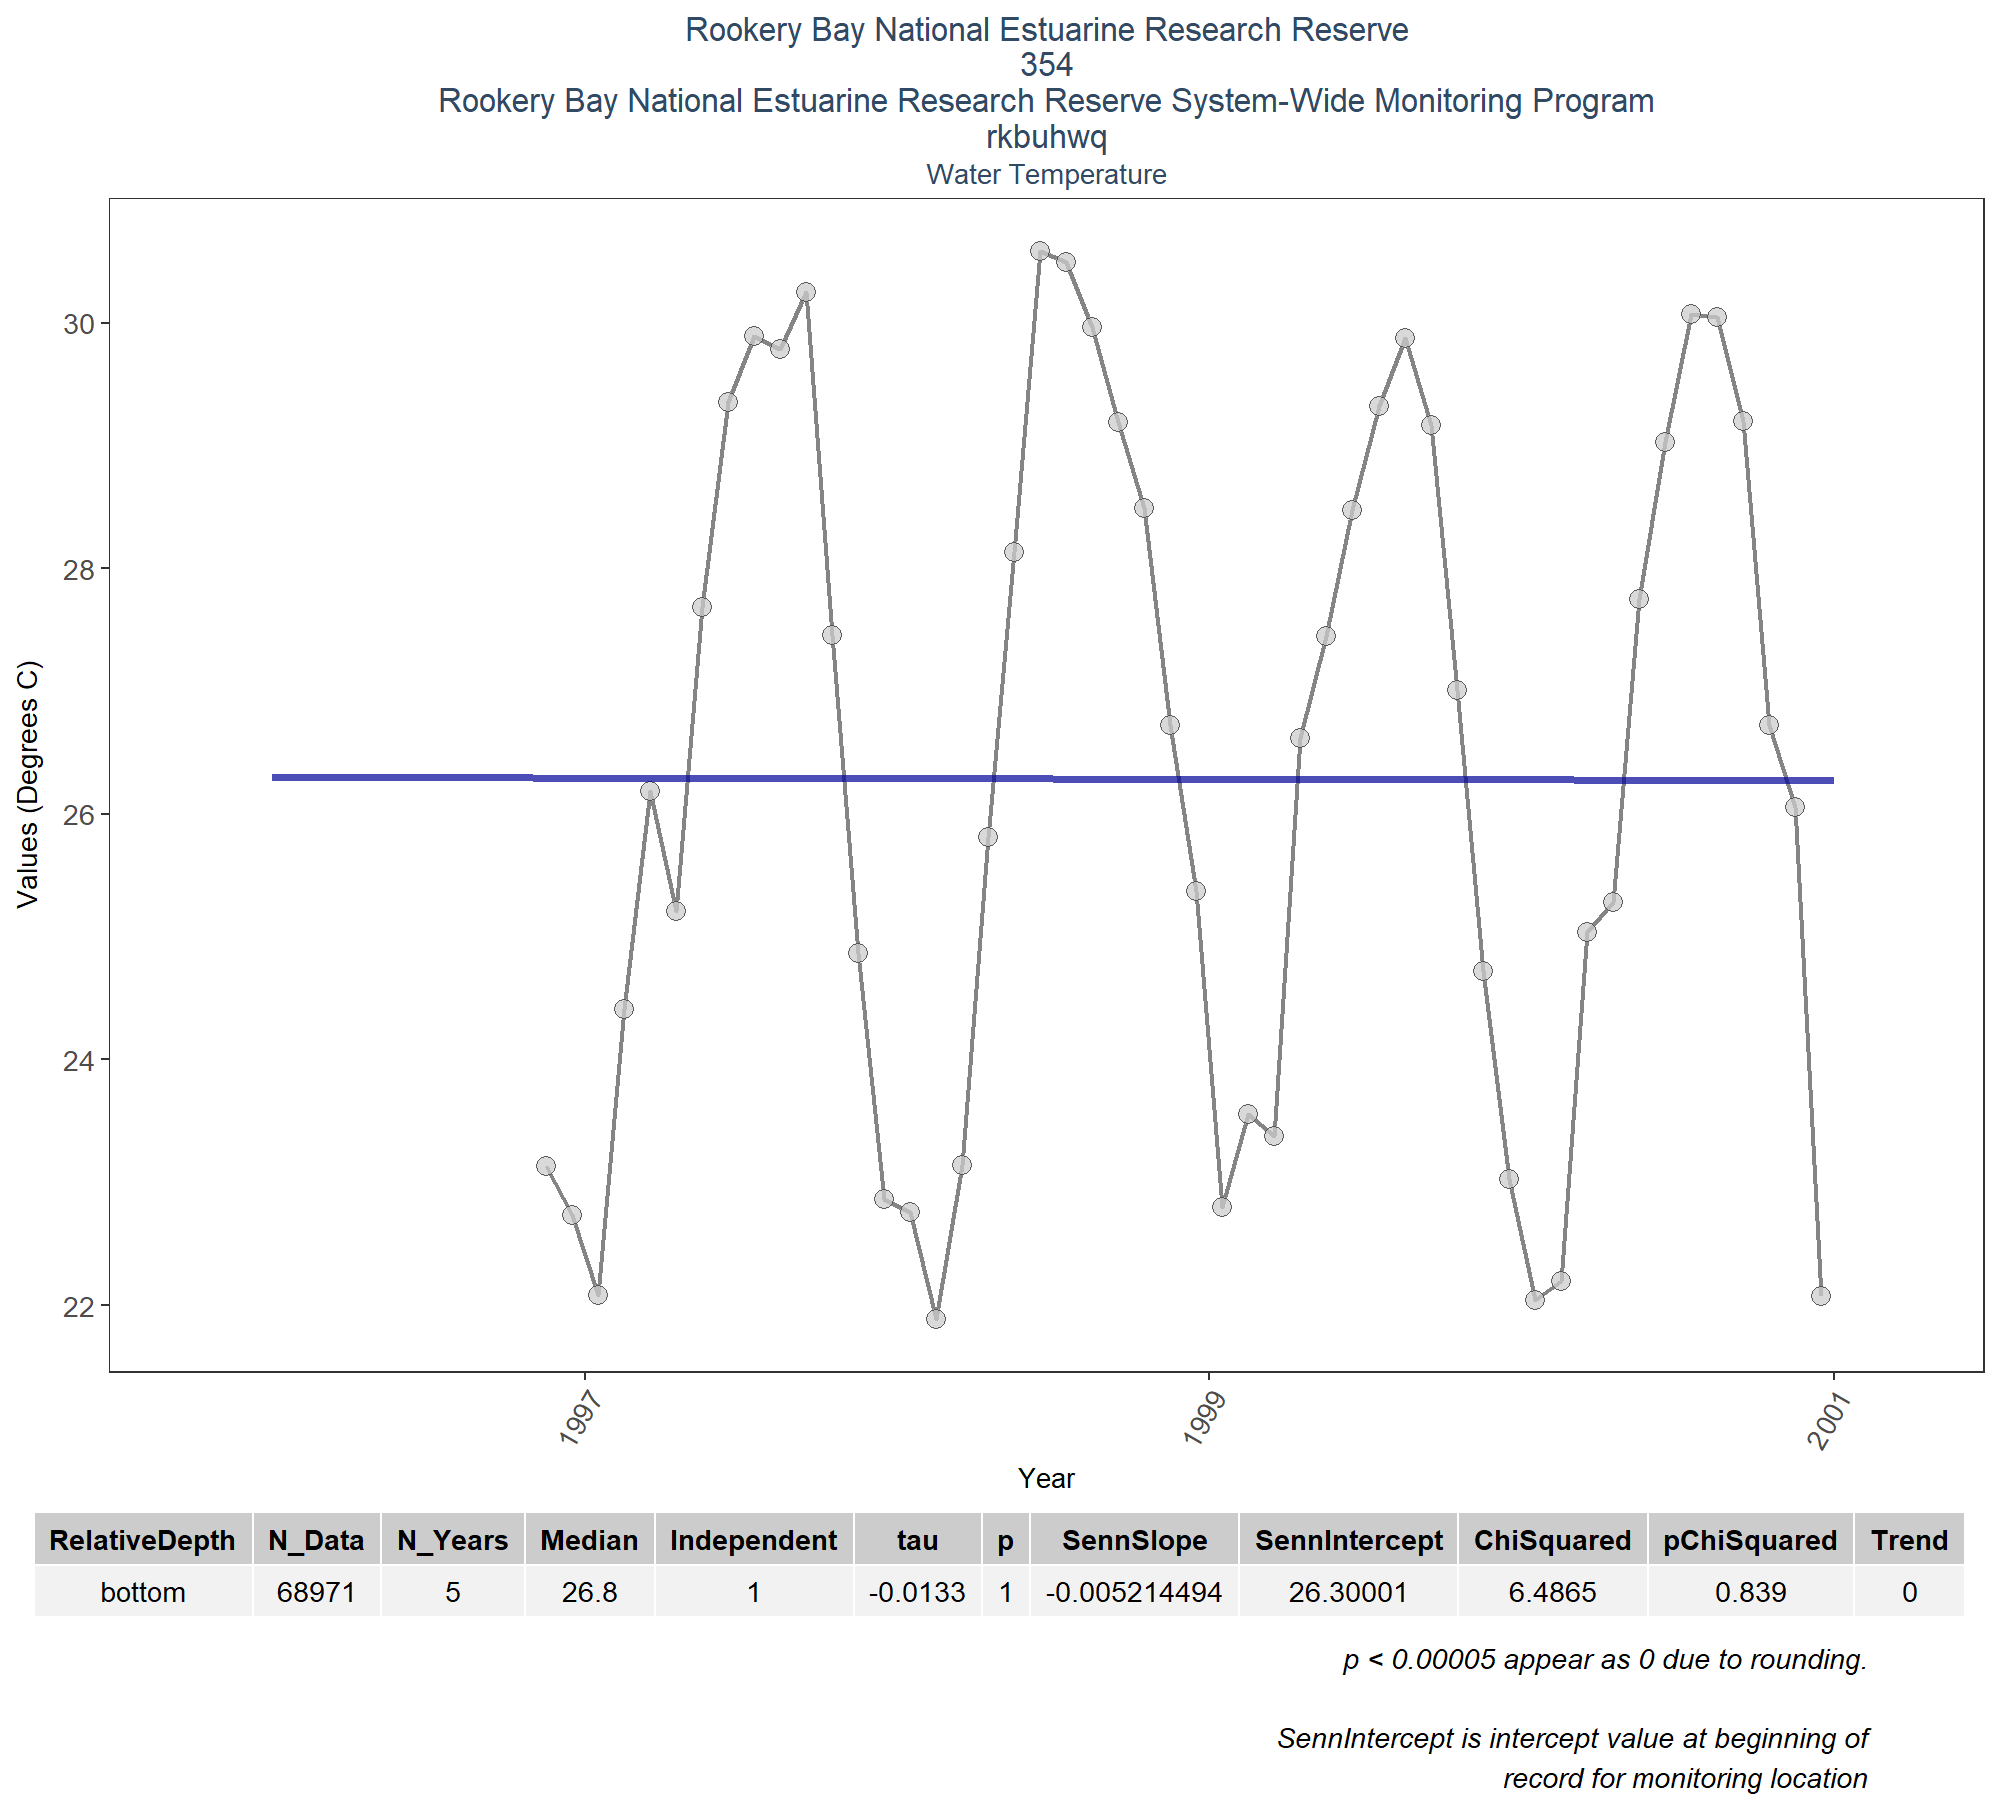 Rookery Bay National Estuarine Research Reserve
354
Rookery Bay National Estuarine Research Reserve System-Wide Monitoring Program
rkbuhwq
Water Temperature
Values (Degrees C)
30
28
26
24
22
1997
1999
2001
Year
RelativeDepth N_Data N_Years Median Independent tau p SennSlope SennIntercept ChiSquared pChiSquared Trend
bottom 68971 5 26.8 1 -0.0133 1 -0.005214494 26.30001 6.4865 0.839 0
p < 0.00005 appear as 0 due to rounding.
SennIntercept is intercept value at beginning of
record for monitoring location